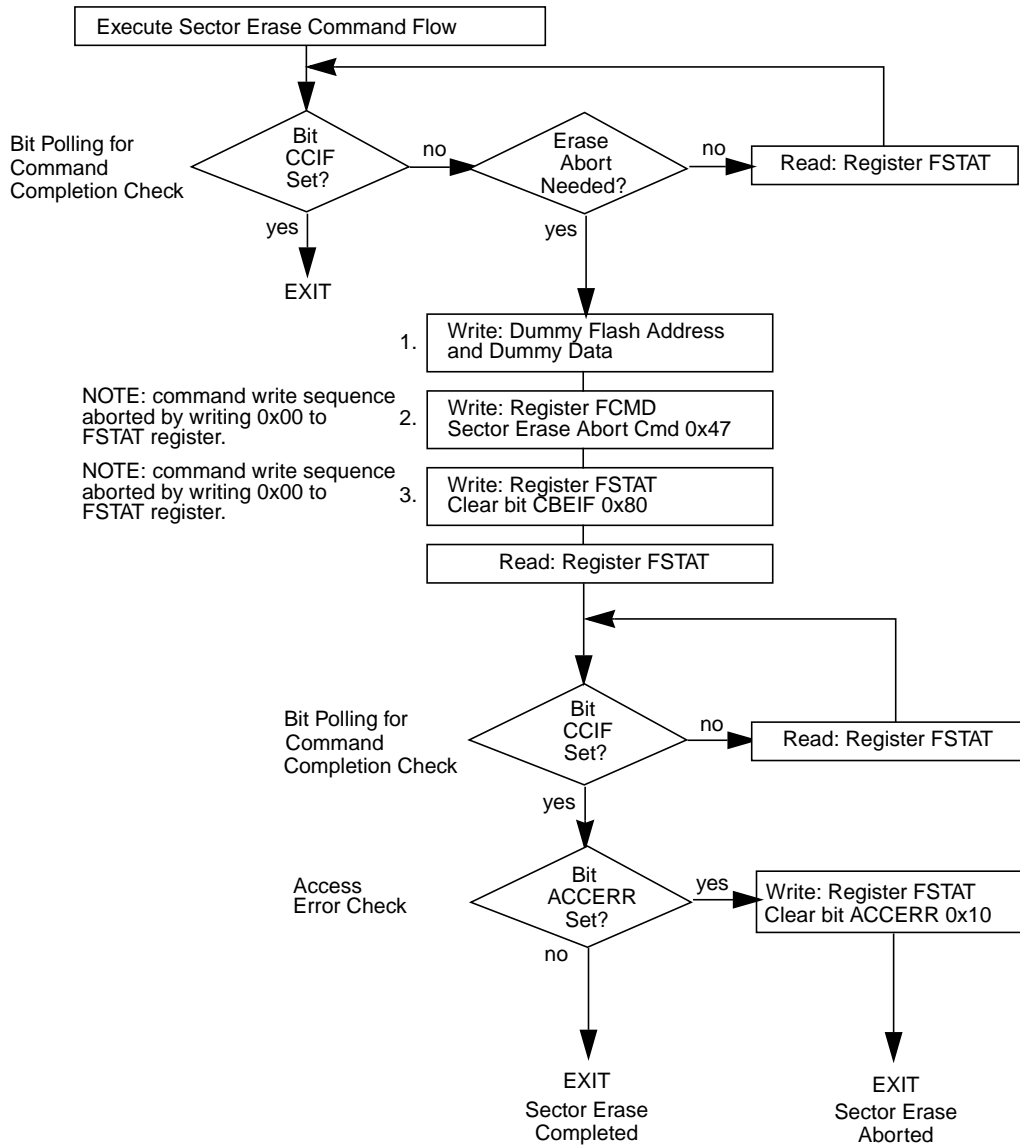 Execute Sector Erase Command Flow
Bit Polling for
Command
Completion Check
Bit
CCIF
Set?
no
Erase
Abort
Needed?
no
Read: Register FSTAT
yes
EXIT
yes
1.
Write: Dummy Flash Address
and Dummy Data
NOTE: command write sequence
aborted by writing 0x00 to
FSTAT register.
2.
Write: Register FCMD
Sector Erase Abort Cmd 0x47
NOTE: command write sequence
aborted by writing 0x00 to
FSTAT register.
3.
Write: Register FSTAT
Clear bit CBEIF 0x80
Read: Register FSTAT
Bit Polling for
Command
Completion Check
Bit
CCIF
Set?
no
Read: Register FSTAT
yes
Access
Error Check
Bit
ACCERR
Set?
yes
Write: Register FSTAT
Clear bit ACCERR 0x10
no
EXIT
Sector Erase
Completed
EXIT
Sector Erase
Aborted